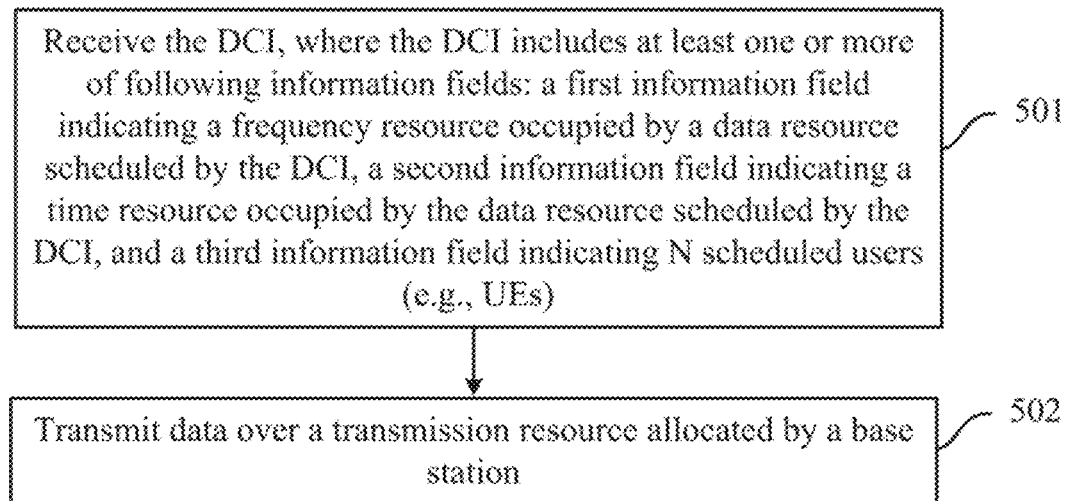 Receive the DCI, where the DCI includes at least one or more
of following information fields: a first information field
indicating a frequency resource occupied by a data resource
scheduled by the DCI, a second information field indicating a
time resource occupied by the data resource scheduled by the
DCI, and a third information field indicating N scheduled users
(e.g., UEs)
501
Transmit data over a transmission resource allocated by a base
station
502